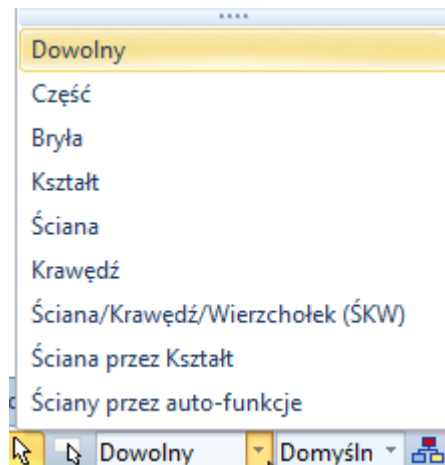 Dowolny
Część
Bryła
Kształt
Ściana
Krawędź
Ściana/Krawędź/Wierzchołek (ŚKW)
Ściana przez Kształt
Ściany przez auto-funkcje
Dowolny Domyśln